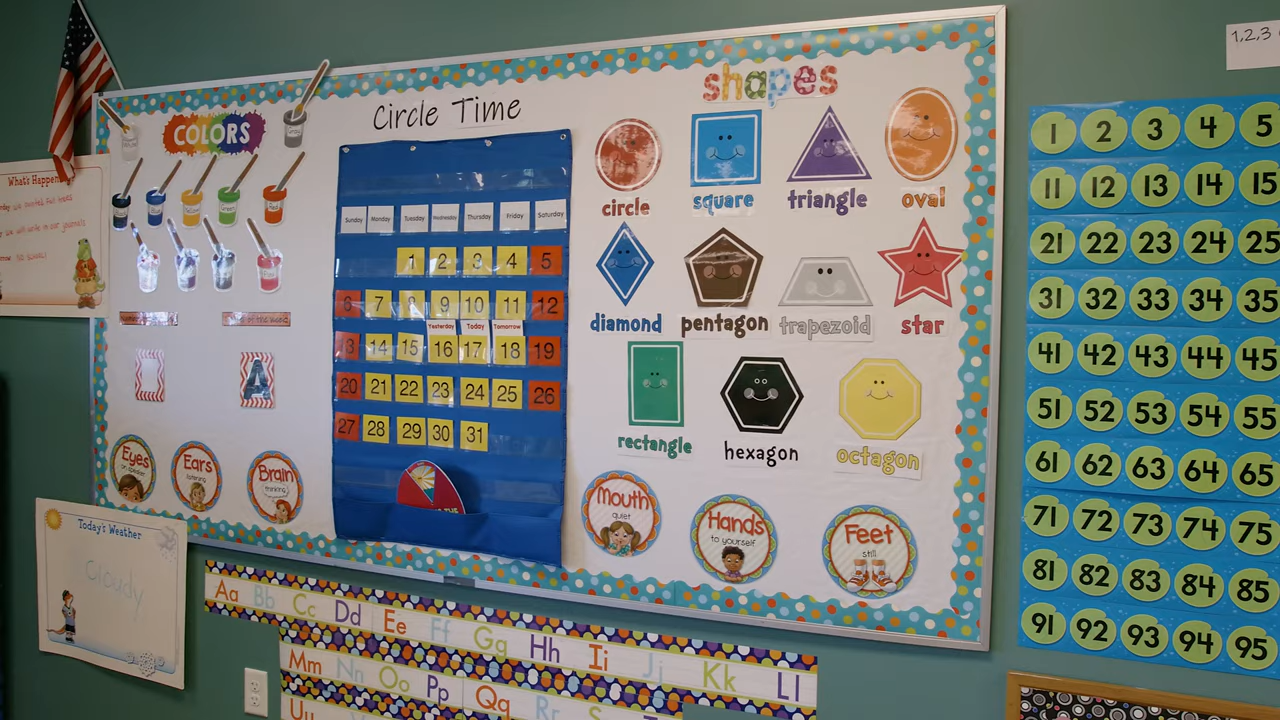 1,2,3
Circle Time
COLORS
shapes
What's Happen
circle
square
triangle
oval
diamond
pentagon
trapezoid
star
rectangle
hexagon
octagon
Sunday Monday Tuesday Wednesday Thursday Friday Saturday
1 2 3 4 5
6 7 8 9 10 11 12
Yesterday Today Tomorrow
13 14 15 16 17 18 19
20 21 22 23 24 25 26
27 28 29 30 31
A
Eyes
Ears
listening
Brain
thinking
Mouth
quiet
Hands
to yourself
Feet
still
Today's Weather
Cloudy
Aa Bb Cc Dd Ee Ff Gg Hh Ii Jj Kk Ll
Mm Nn Oo Pp Qq Rr
Uu
1 2 3 4 5
11 12 13 14 15
21 22 23 24 25
31 32 33 34 35
41 42 43 44 45
51 52 53 54 55
61 62 63 64 65
71 72 73 74 75
81 82 83 84 85
91 92 93 94 95